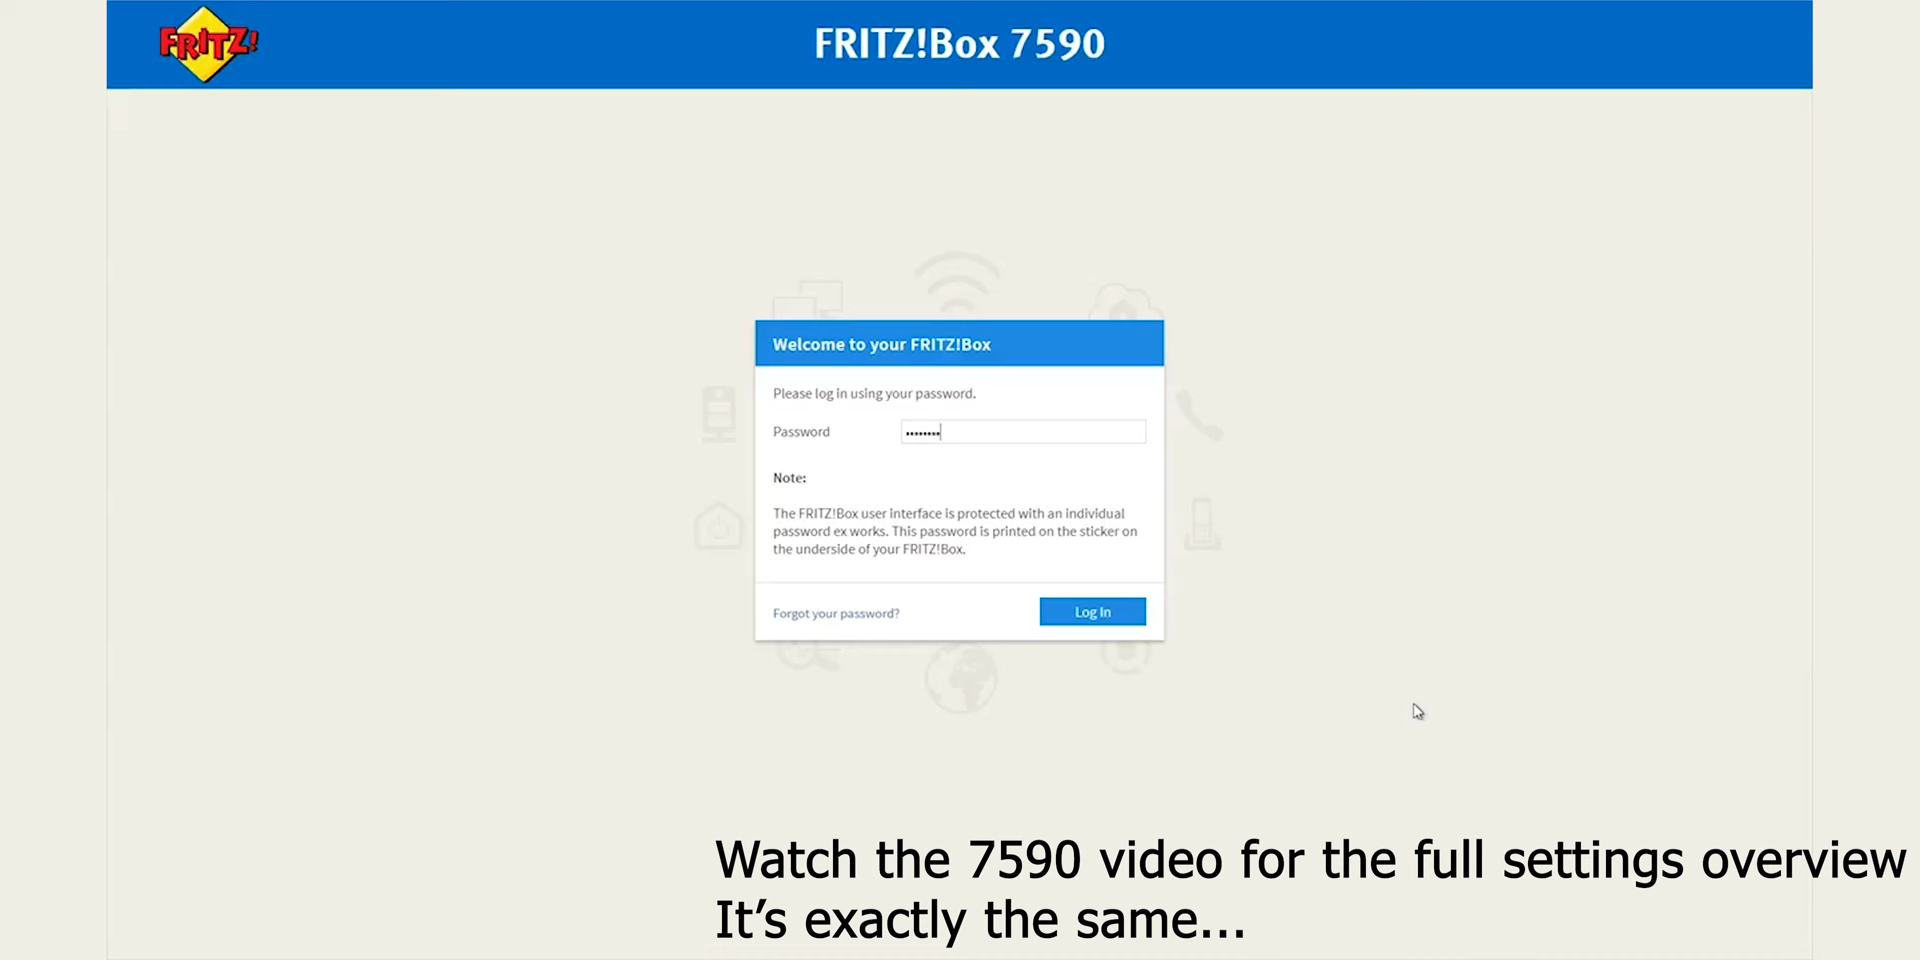 FRITZ!
FRITZ!Box 7590
Welcome to your FRITZ!Box
Please log in using your password.
Password ••••••••
Note:
The FRITZ!Box user interface is protected with an individual
password ex works. This password is printed on the sticker on
the underside of your FRITZ!Box.
Forgot your password?
Log In
Watch the 7590 video for the full settings overview
It’s exactly the same...